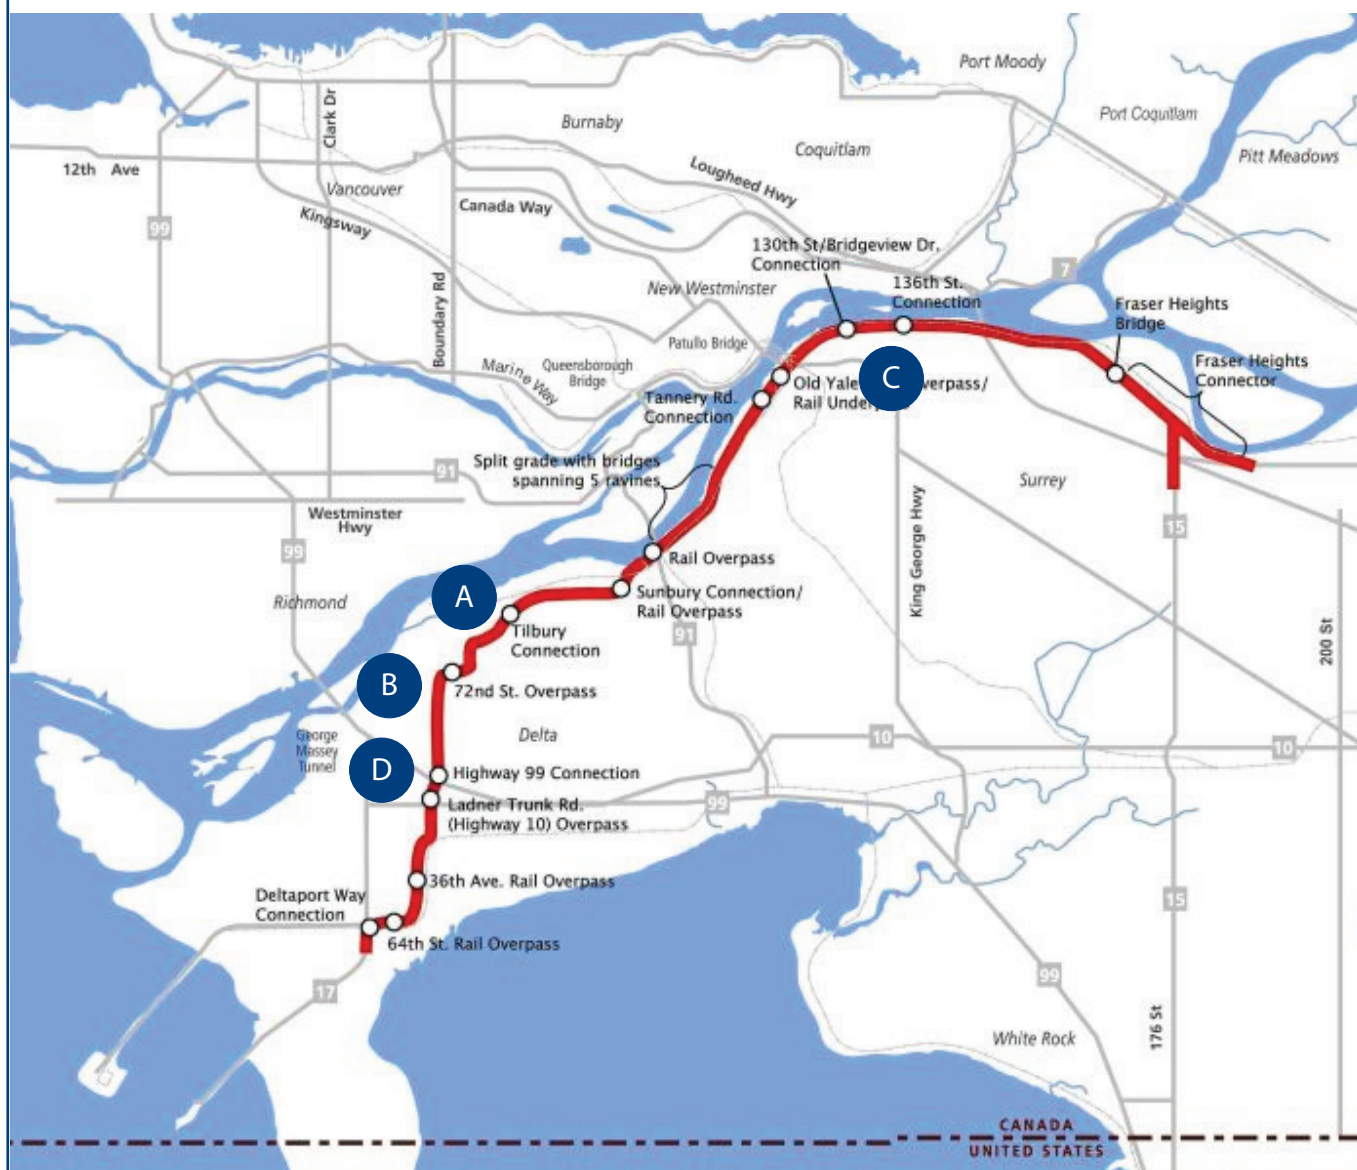 Port Moody
Port Coquitlam
Burnaby
Coquitlam
Pitt Meadows
Clark Dr
12th Ave
Vancouver
Lougheed Hwy
Kingsway
Canada Way
99
130th St/Bridgeview Dr.
Connection
Boundary Rd
New Westminster
136th St.
Connection
7
Fraser Heights
Bridge
Patullo Bridge
Queensborough
Bridge
Marine Way
Fraser Heights
Connector
Tannery Rd.
Connection
Old Yale
verpass/
Rail
C
91
Split grade with bridges
spanning 5 ravines
Surrey
Westminster
Hwy
King George Hwy
15
99
Rail Overpass
A
Richmond
Sunbury Connection/
Rail Overpass
91
Tilbury
Connection
200 St
B
72nd St. Overpass
George
Massey
Tunnel
Delta
10
10
D
Highway 99 Connection
Ladner Trunk Rd.
(Highway 10) Overpass
99
36th Ave. Rail Overpass
Deltaport Way
Connection
64th St. Rail Overpass
15
17
99
176 St
White Rock
CANADA
UNITED STATES